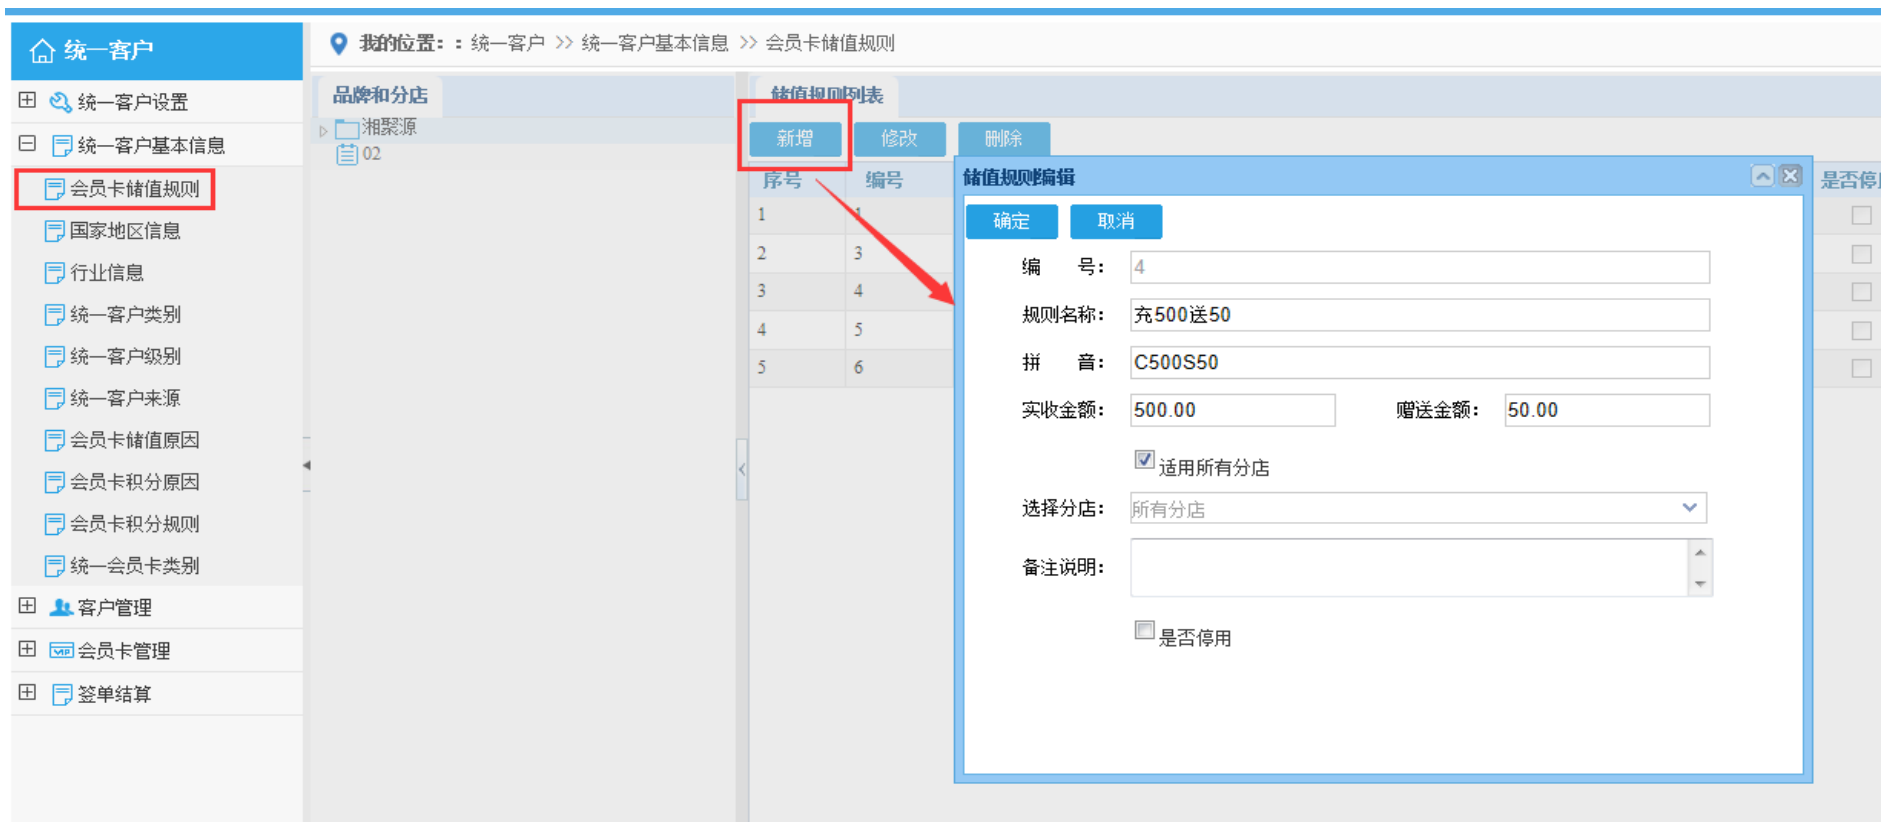 统一客户
我的位置：：统一客户 >> 统一客户基本信息 >> 会员卡储值规则
统一客户设置
统一客户基本信息
会员卡储值规则
国家地区信息
行业信息
统一客户类别
统一客户级别
统一客户来源
会员卡储值原因
会员卡积分原因
会员卡积分规则
统一会员卡类别
客户管理
VIP 会员卡管理
签单结算
品牌和分店
湘聚源
02
储值规则列表
新增 修改 删除
序号 编号 是否停
1 1
2 3
3 4
4 5
5 6
储值规则编辑
确定 取消
编 号： 4
规则名称： 充500送50
拼 音： C500S50
实收金额： 500.00 赠送金额： 50.00
适用所有分店
选择分店： 所有分店
备注说明：
是否停用